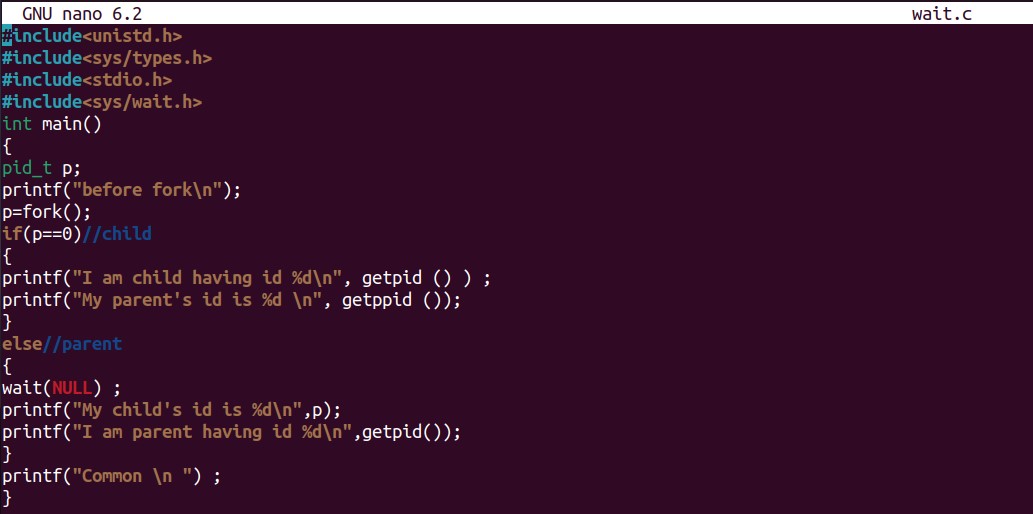 GNU nano 6.2 wait.c
#include<unistd.h>
#include<sys/types.h>
#include<stdio.h>
#include<sys/wait.h>
int main()
{
pid_t p;
printf("before fork\n");
p=fork();
if(p==0)//child
{
printf("I am child having id %d\n", getpid () ) ;
printf("My parent's id is %d \n", getppid ());
}
else//parent
{
wait(NULL) ;
printf("My child's id is %d\n",p);
printf("I am parent having id %d\n",getpid());
}
printf("Common \n ") ;
}